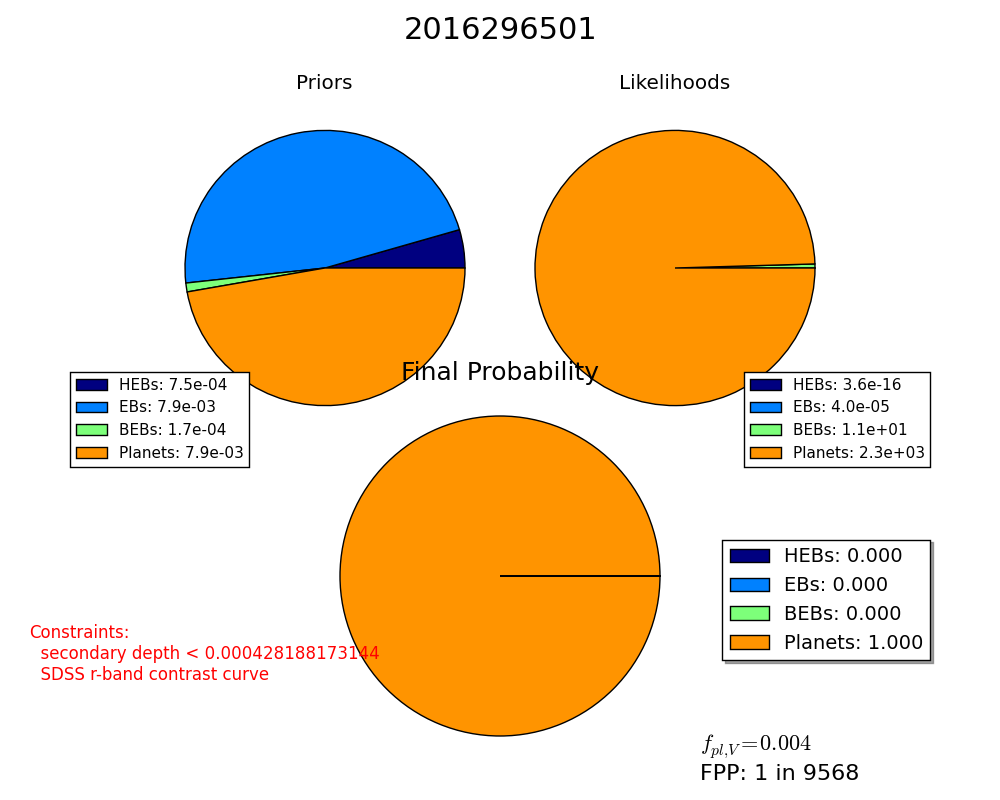 2016296501
Priors
Likelihoods
HEBs: 7.5e-04
EBs: 7.9e-03
BEBs: 1.7e-04
Planets: 7.9e-03
HEBs: 3.6e-16
EBs: 4.0e-05
BEBs: 1.1e+01
Planets: 2.3e+03
Final Probability
HEBs: 0.000
EBs: 0.000
BEBs: 0.000
Planets: 1.000
Constraints:
secondary depth < 0.000428188173144
SDSS r-band contrast curve
f_{pl,V}=0.004
FPP: 1 in 9568